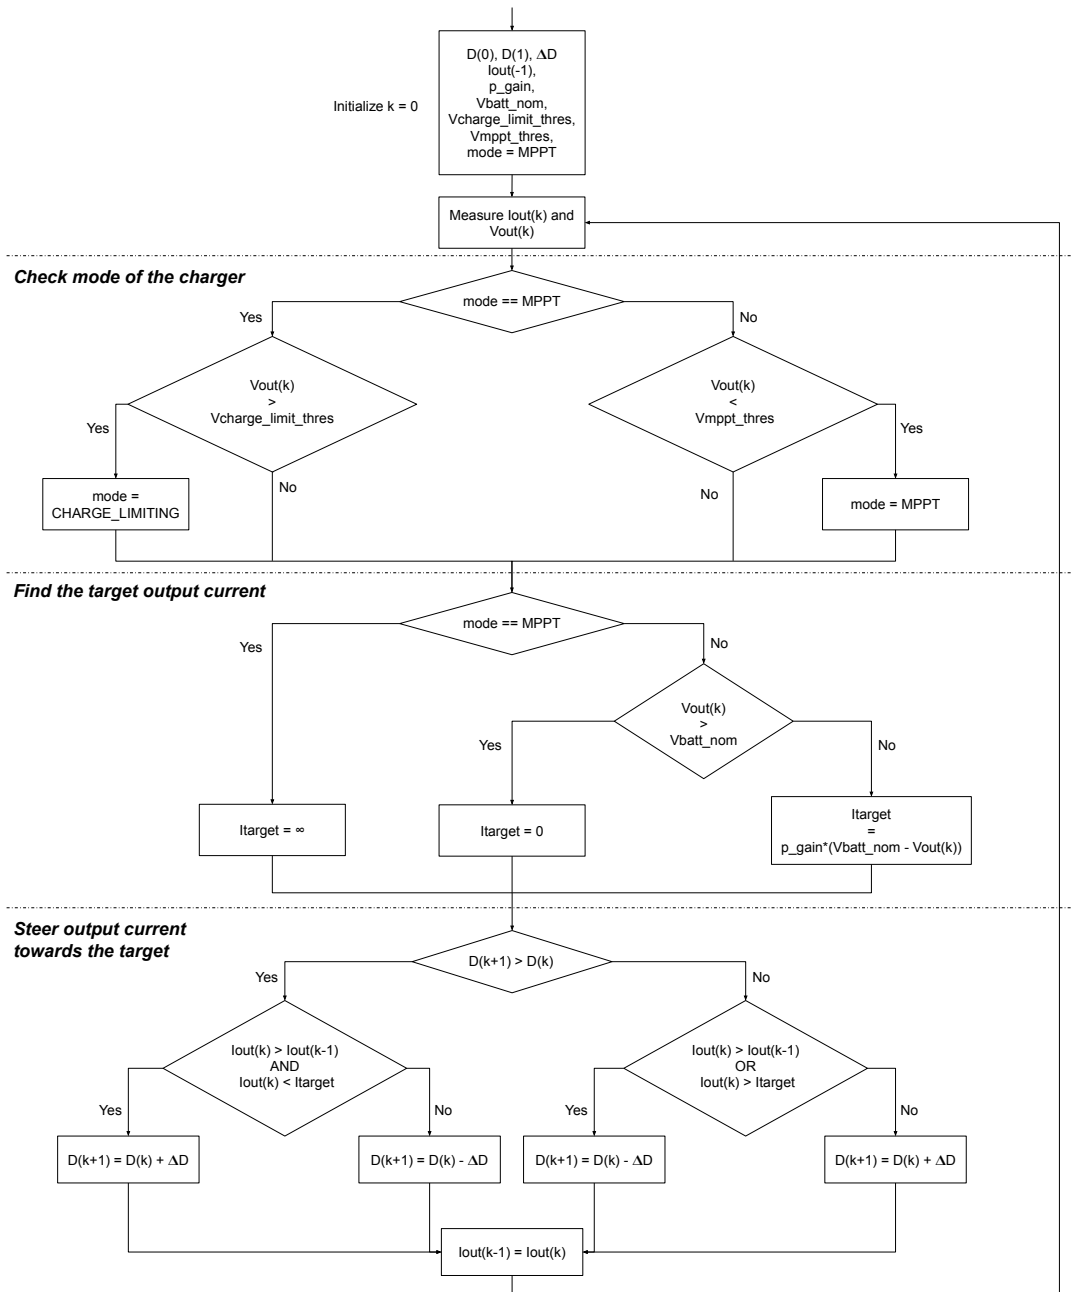 D(0), D(1), ΔD
Iout(-1),
p_gain,
Vbatt_nom,
Vcharge_limit_thres,
Vmppt_thres,
mode = MPPT
Initialize k = 0
Measure Iout(k) and
Vout(k)
Check mode of the charger
mode == MPPT
Yes
No
Vout(k)
>
Vcharge_limit_thres
Vout(k)
<
Vmppt_thres
Yes
Yes
No
No
mode =
CHARGE_LIMITING
mode = MPPT
Find the target output current
mode == MPPT
Yes
No
Vout(k)
>
Vbatt_nom
Yes
No
Itarget = ∞
Itarget = 0
Itarget
=
p_gain*(Vbatt_nom - Vout(k))
Steer output current
towards the target
D(k+1) > D(k)
Yes
No
Iout(k) > Iout(k-1)
AND
Iout(k) < Itarget
Iout(k) > Iout(k-1)
OR
Iout(k) > Itarget
Yes
No
Yes
No
D(k+1) = D(k) + ΔD
D(k+1) = D(k) - ΔD
D(k+1) = D(k) - ΔD
D(k+1) = D(k) + ΔD
Iout(k-1) = Iout(k)